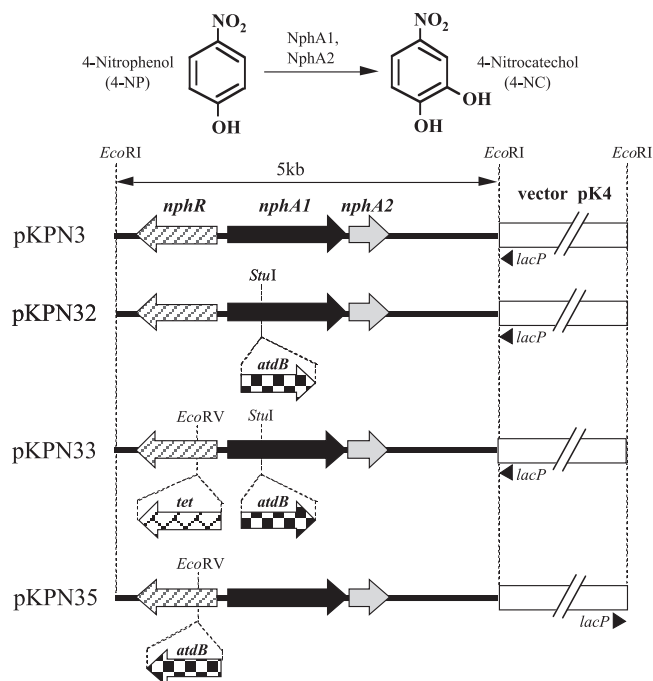 NO₂
NO₂
4-Nitrophenol
(4-NP)
NphA1,
NphA2
4-Nitrocatechol
(4-NC)
OH
OH
OH
EcoRI
EcoRI
EcoRI
5kb
vector pK4
nphR
nphA1
nphA2
pKPN3
lacP
StuI
pKPN32
lacP
atdB
EcoRV
StuI
pKPN33
lacP
tet
atdB
EcoRV
pKPN35
lacP
atdB